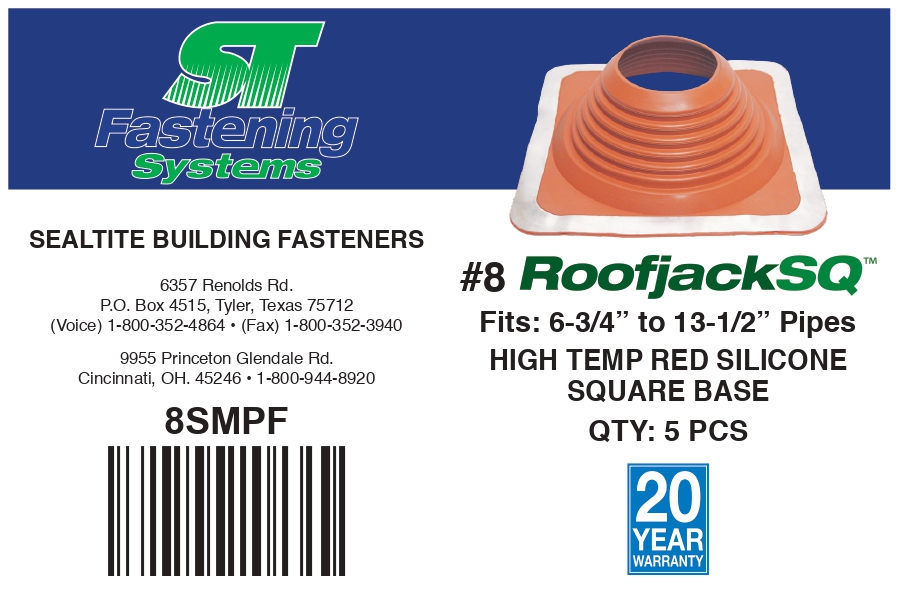 ST
Fastening
Systems
SEALTITE BUILDING FASTENERS
6357 Renolds Rd.
P.O. Box 4515, Tyler, Texas 75712
(Voice) 1-800-352-4864 • (Fax) 1-800-352-3940
9955 Princeton Glendale Rd.
Cincinnati, OH. 45246 • 1-800-944-8920
8SMPF
#8 RoofjackSQ™
Fits: 6-3/4” to 13-1/2” Pipes
HIGH TEMP RED SILICONE
SQUARE BASE
QTY: 5 PCS
20
YEAR
WARRANTY